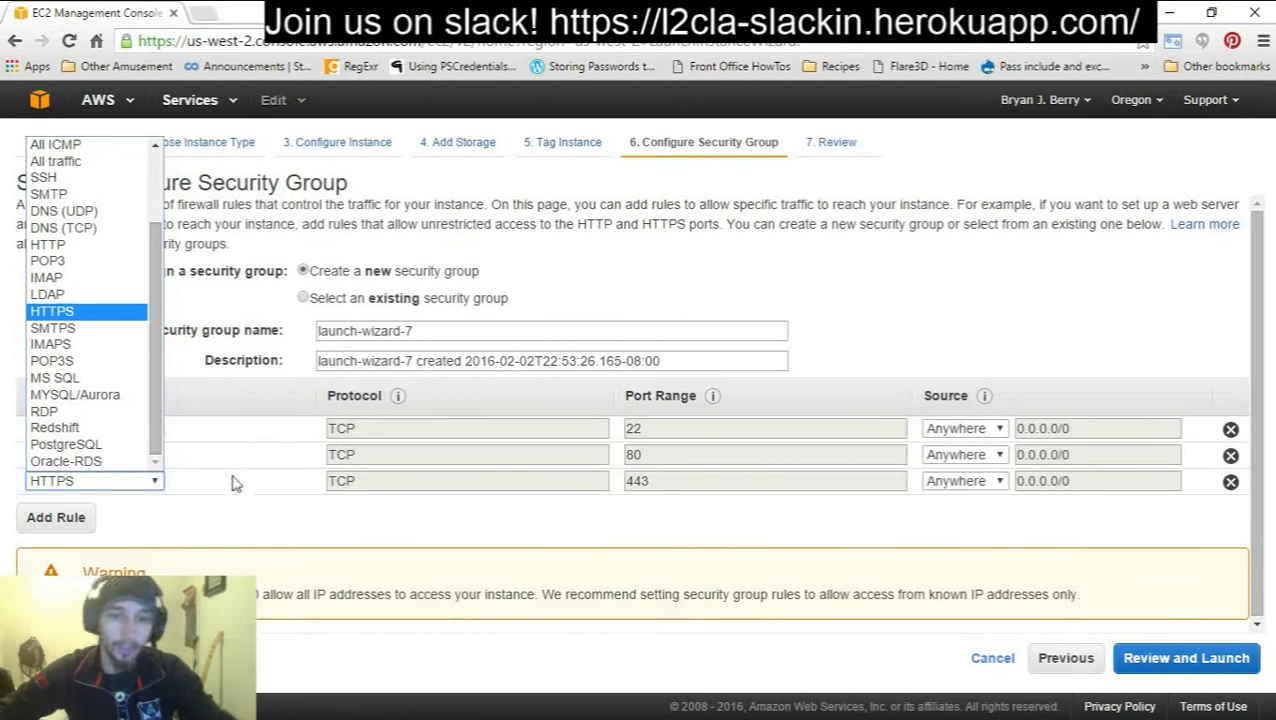 EC2 Management Console
Join us on slack! https://l2cla-slackin.herokuapp.com/
https://us-west-2.console.aws.amazon.com/ec2/v2/home?region=us-west-2#LaunchInstanceWizard:
Apps Other Amusement Announcements | St... RegExr Using PSCredentials... Storing Passwords t... Front Office HowTos Recipes Flare3D - Home Pass include and exc... » Other bookmarks
AWS Services Edit Bryan J. Berry Oregon Support
ose Instance Type 3. Configure Instance 4. Add Storage 5. Tag Instance 6. Configure Security Group 7. Review
S ure Security Group
A of firewall rules that control the traffic for your instance. On this page, you can add rules to allow specific traffic to reach your instance. For example, if you want to set up a web server
an to reach your instance, add rules that allow unrestricted access to the HTTP and HTTPS ports. You can create a new security group or select from an existing one below. Learn more
ab curity groups.
n a security group: Create a new security group
Select an existing security group
curity group name: launch-wizard-7
Description: launch-wizard-7 created 2016-02-02T22:53:26.165-08:00
All ICMP
All traffic
SSH
SMTP
DNS (UDP)
DNS (TCP)
HTTP
POP3
IMAP
LDAP
HTTPS
SMTPS
IMAPS
POP3S
MS SQL
MYSQL/Aurora
RDP
Redshift
PostgreSQL
Oracle-RDS
Protocol Port Range Source
TCP 22 Anywhere 0.0.0.0/0
TCP 80 Anywhere 0.0.0.0/0
HTTPS TCP 443 Anywhere 0.0.0.0/0
Add Rule
Warning
0 allow all IP addresses to access your instance. We recommend setting security group rules to allow access from known IP addresses only.
Cancel Previous Review and Launch
© 2008 - 2016, Amazon Web Services, Inc. or its affiliates. All rights reserved. Privacy Policy Terms of Use